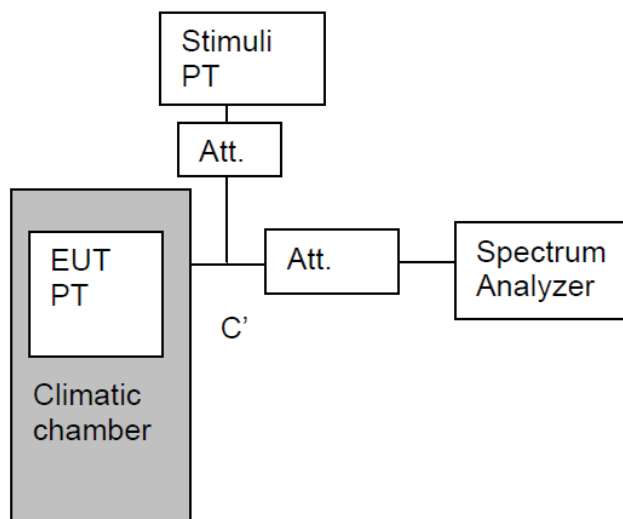 Stimuli
PT
Att.
EUT
PT
Att.
Spectrum
Analyzer
C’
Climatic
chamber